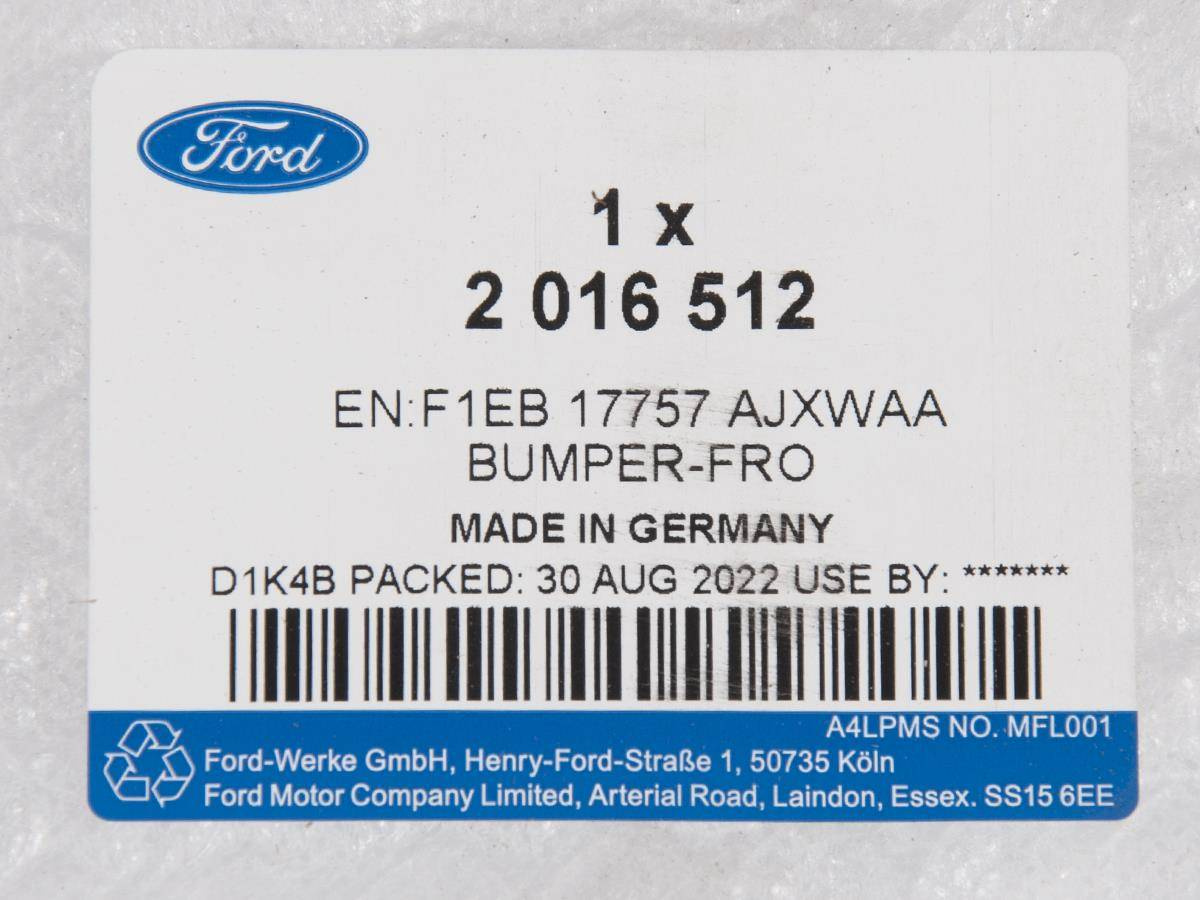 Ford
1 x
2 016 512
EN:F1EB 17757 AJXWAA
BUMPER-FRO
MADE IN GERMANY
D1K4B PACKED: 30 AUG 2022 USE BY: *******
A4LPMS NO. MFL001
Ford-Werke GmbH, Henry-Ford-Straße 1, 50735 Köln
Ford Motor Company Limited, Arterial Road, Laindon, Essex. SS15 6EE